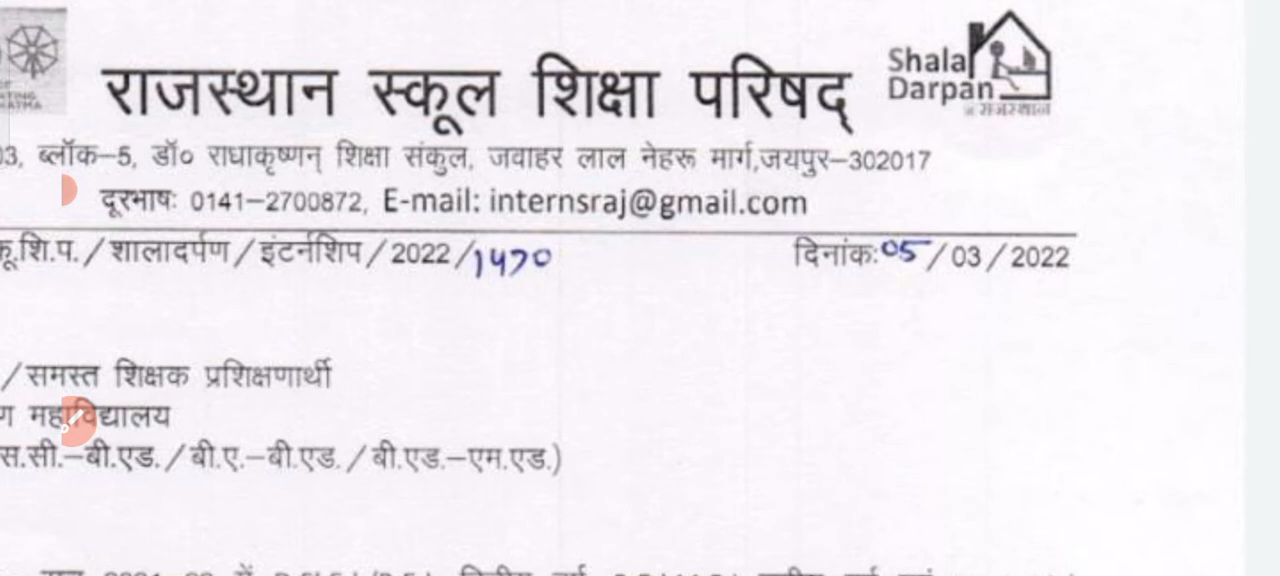 राजस्थान स्कूल शिक्षा परिषद्
Shala
Darpan
राजस्थान
ब्लॉक–5, डॉ० राधाकृष्णन् शिक्षा संकुल, जवाहर लाल नेहरू मार्ग,जयपुर–302017
दूरभाषः 0141–2700872, E-mail: internsraj@gmail.com
कू.शि.प./शालादर्पण/इंटर्नशिप/2022/1470 दिनांक:05/03/2022
/समस्त शिक्षक प्रशिक्षणार्थी
महाविद्यालय
स.सी.–बी.एड./बी.ए.–बी.एड./बी.एड.–एम.एड.)